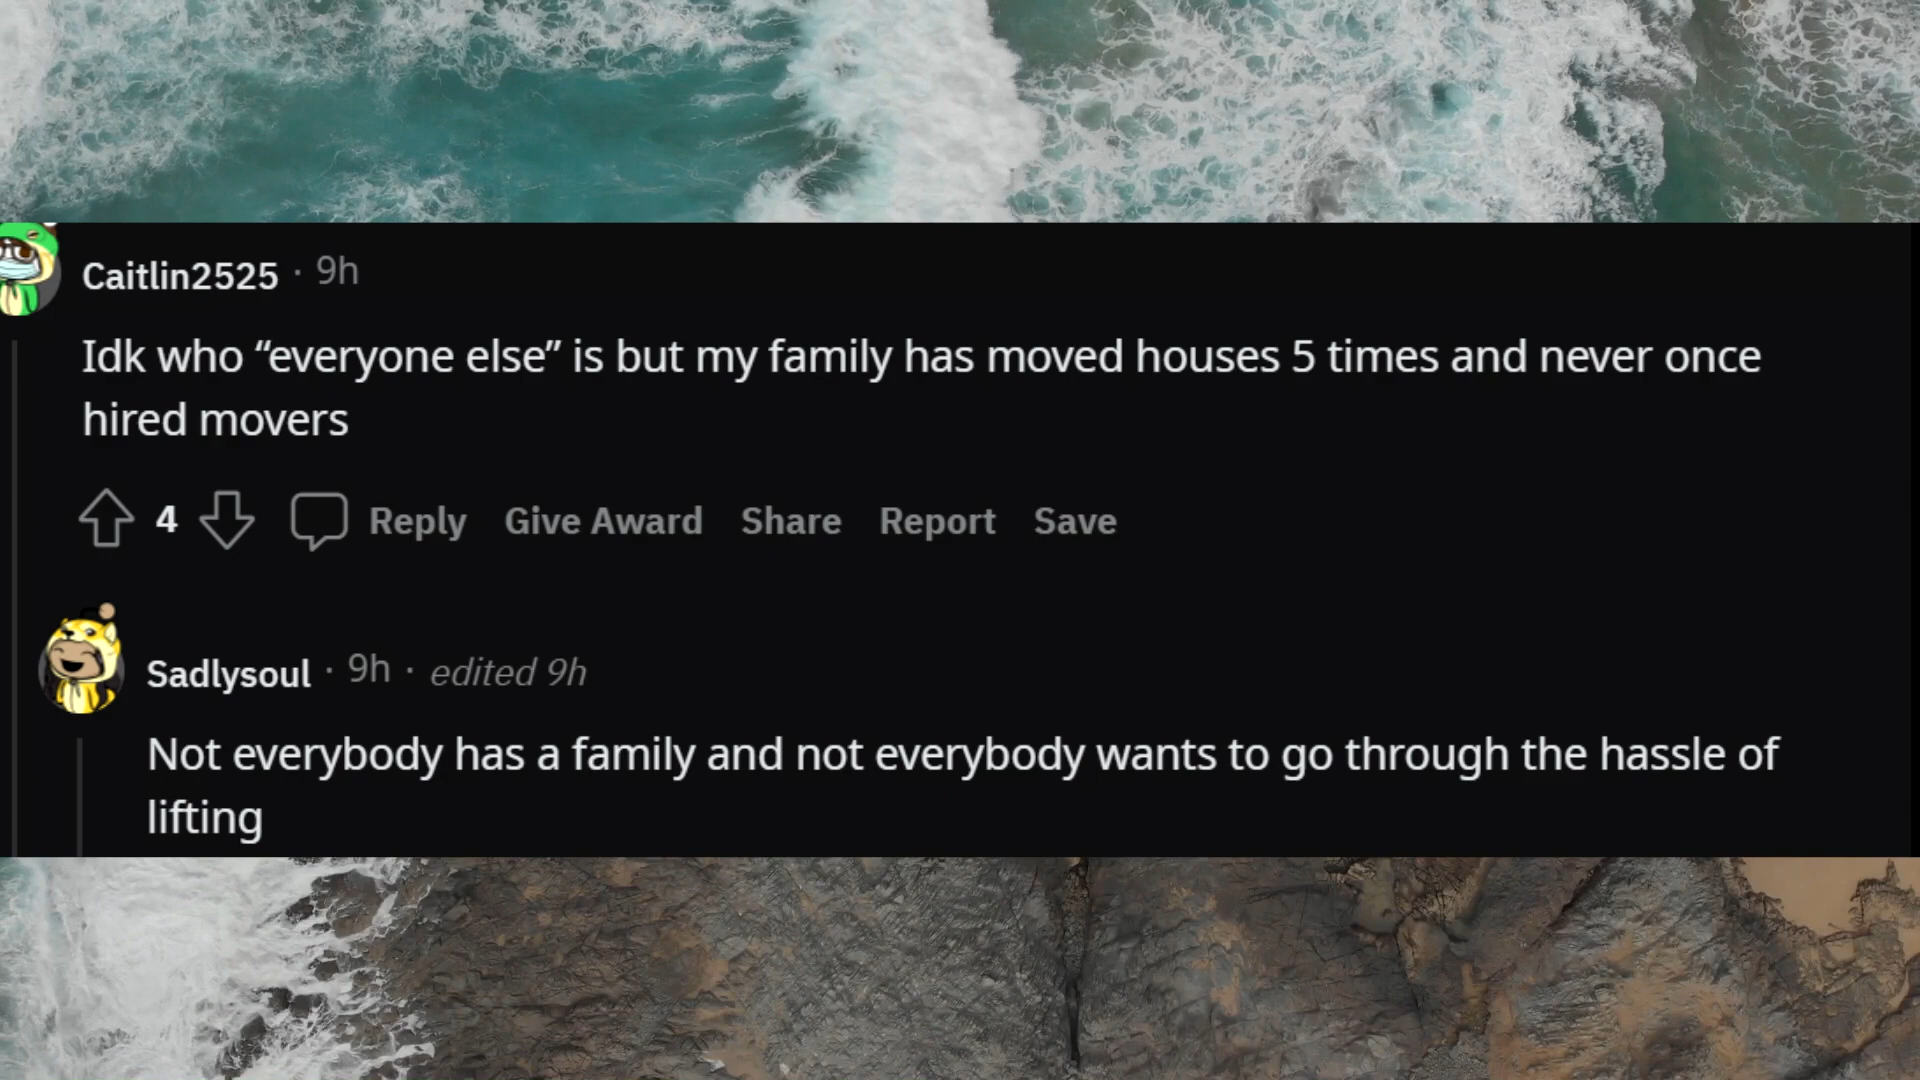 Caitlin2525 · 9h
Idk who “everyone else” is but my family has moved houses 5 times and never once
hired movers
4 Reply Give Award Share Report Save
Sadlysoul · 9h · edited 9h
Not everybody has a family and not everybody wants to go through the hassle of
lifting